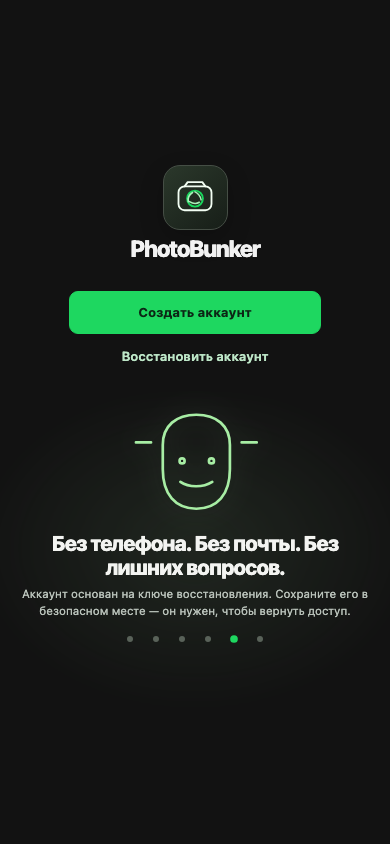 PhotoBunker
Создать аккаунт
Восстановить аккаунт
Без телефона. Без почты. Без
лишних вопросов.
Аккаунт основан на ключе восстановления. Сохраните его в
безопасном месте — он нужен, чтобы вернуть доступ.